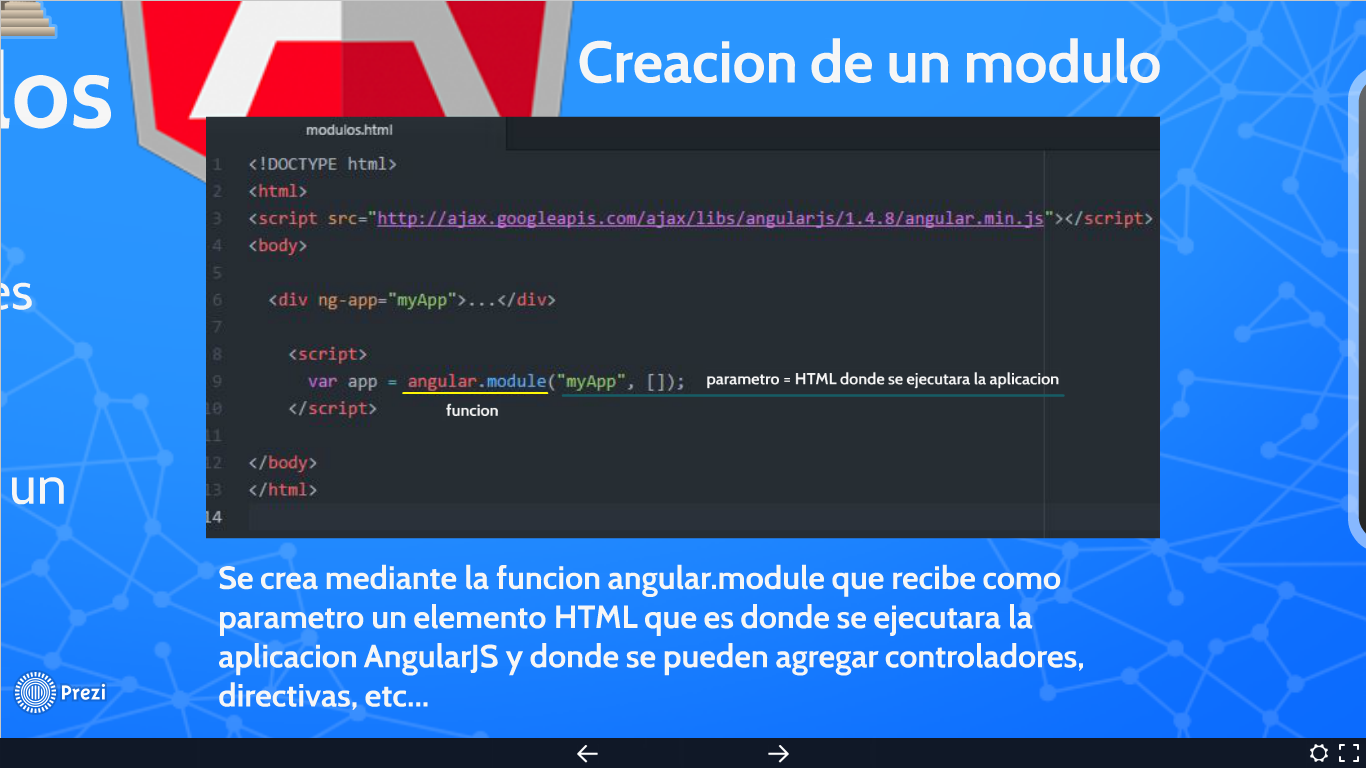 los
es
un
Creacion de un modulo
modulos.html
1 <!DOCTYPE html>
2 <html>
3 <script src="http://ajax.googleapis.com/ajax/libs/angularjs/1.4.8/angular.min.js"></script>
4 <body>
5
6 <div ng-app="myApp">...</div>
7
8 <script>
9 var app = angular.module("myApp", []); parametro = HTML donde se ejecutara la aplicacion
10 </script> funcion
11
12 </body>
13 </html>
14
Se crea mediante la funcion angular.module que recibe como
parametro un elemento HTML que es donde se ejecutara la
aplicacion AngularJS y donde se pueden agregar controladores,
directivas, etc...
Prezi